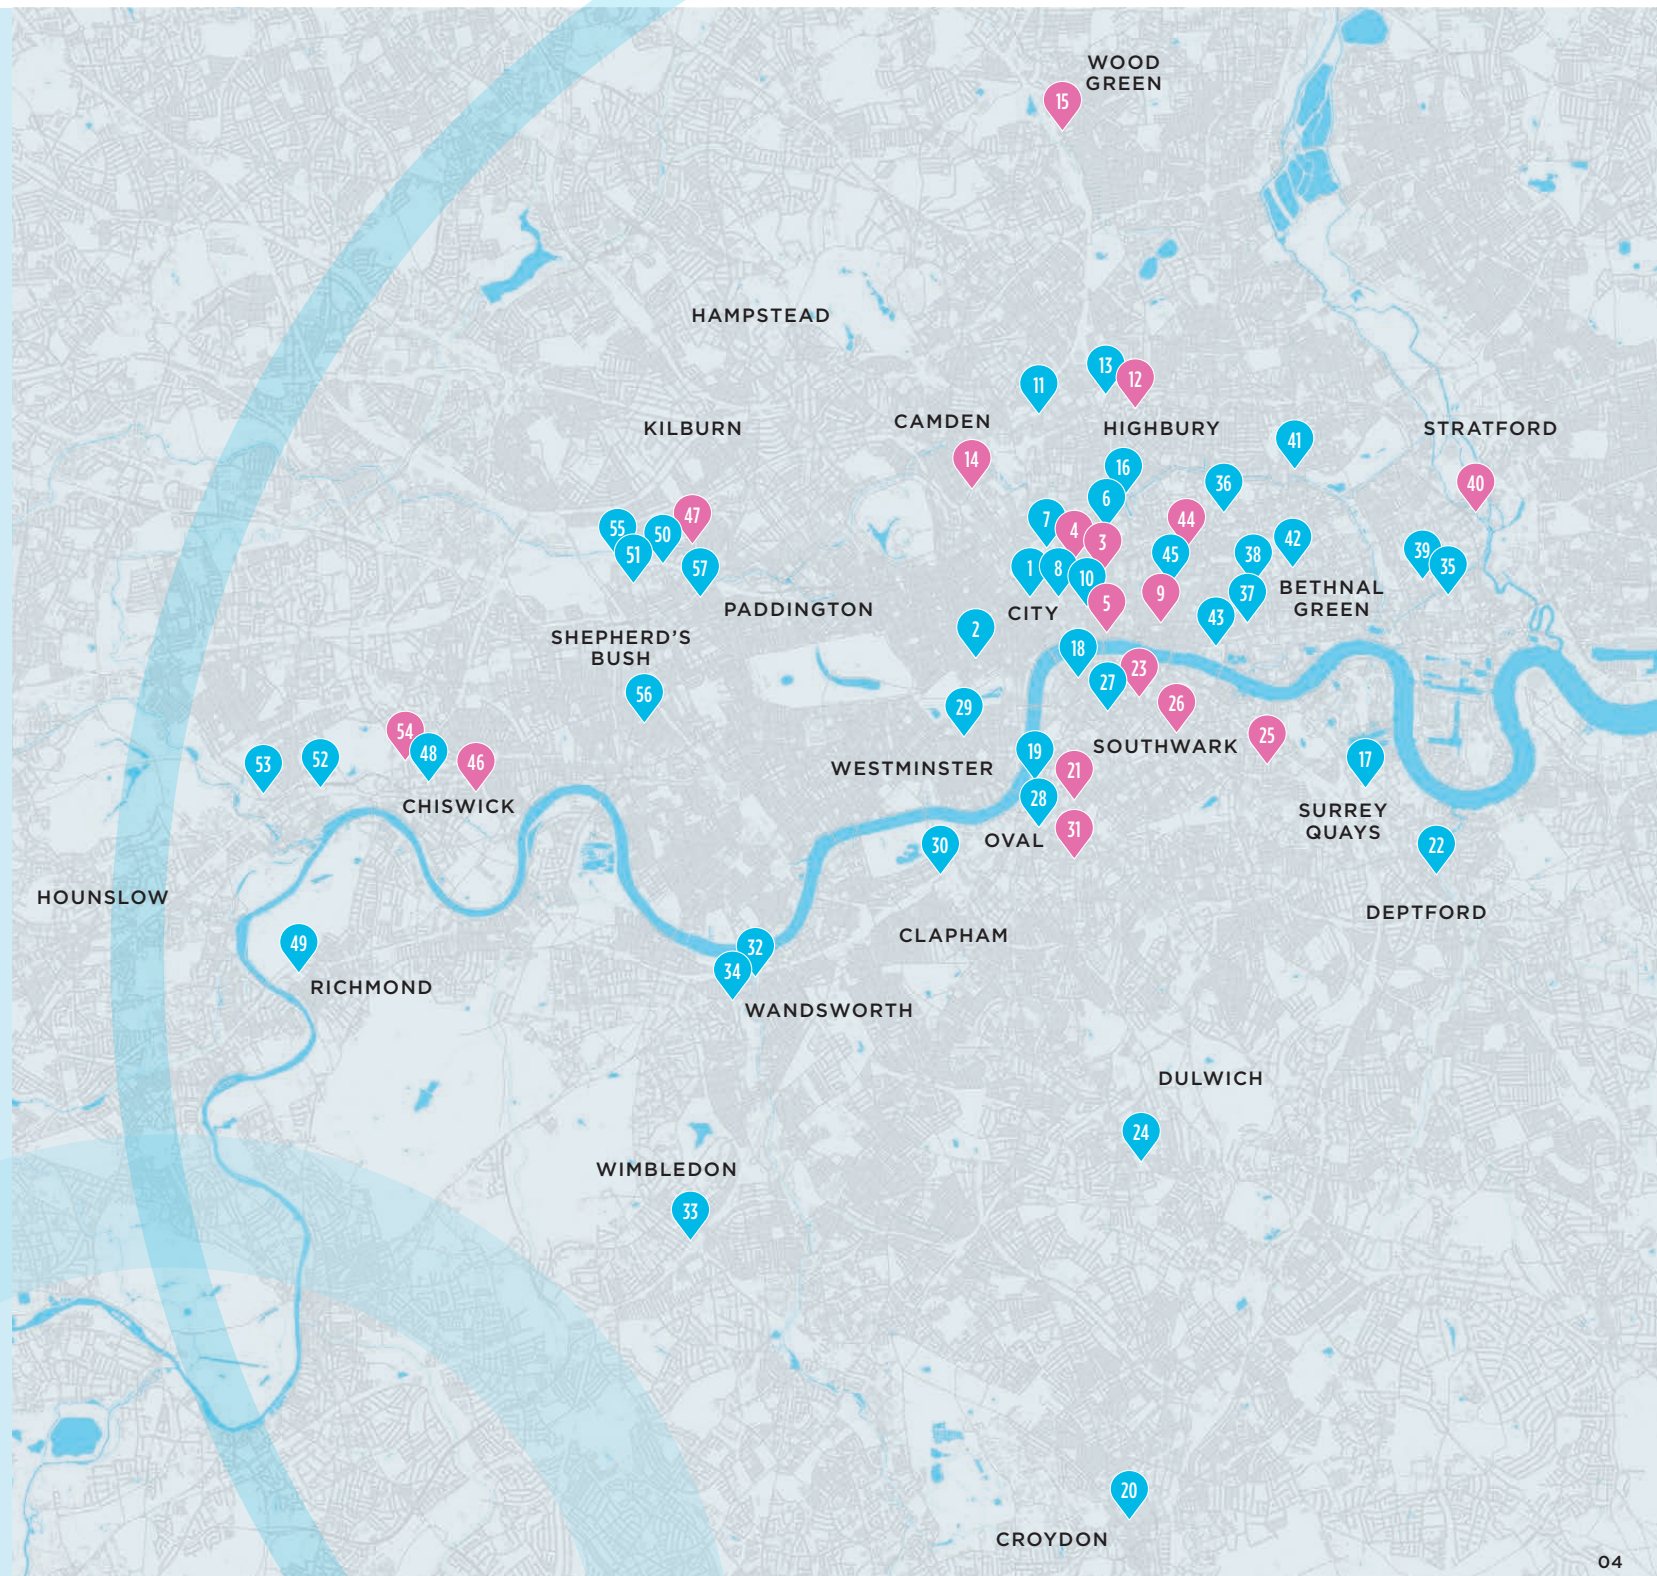 WOOD
GREEN
15
HAMPSTEAD
13
12
11
CAMDEN
KILBURN
HIGHBURY
STRATFORD
41
14
16
36
40
6
47
7
44
55
50
4
3
42
51
45
38
39
57
1
8
10
35
BETHNAL
GREEN
9
37
5
PADDINGTON
CITY
43
2
SHEPHERD'S
BUSH
18
23
27
56
26
29
54
25
48
19
SOUTHWARK
53
52
46
WESTMINSTER
21
17
28
CHISWICK
SURREY
QUAYS
31
OVAL
30
22
HOUNSLOW
DEPTFORD
49
32
CLAPHAM
34
RICHMOND
WANDSWORTH
DULWICH
24
WIMBLEDON
33
20
CROYDON
04